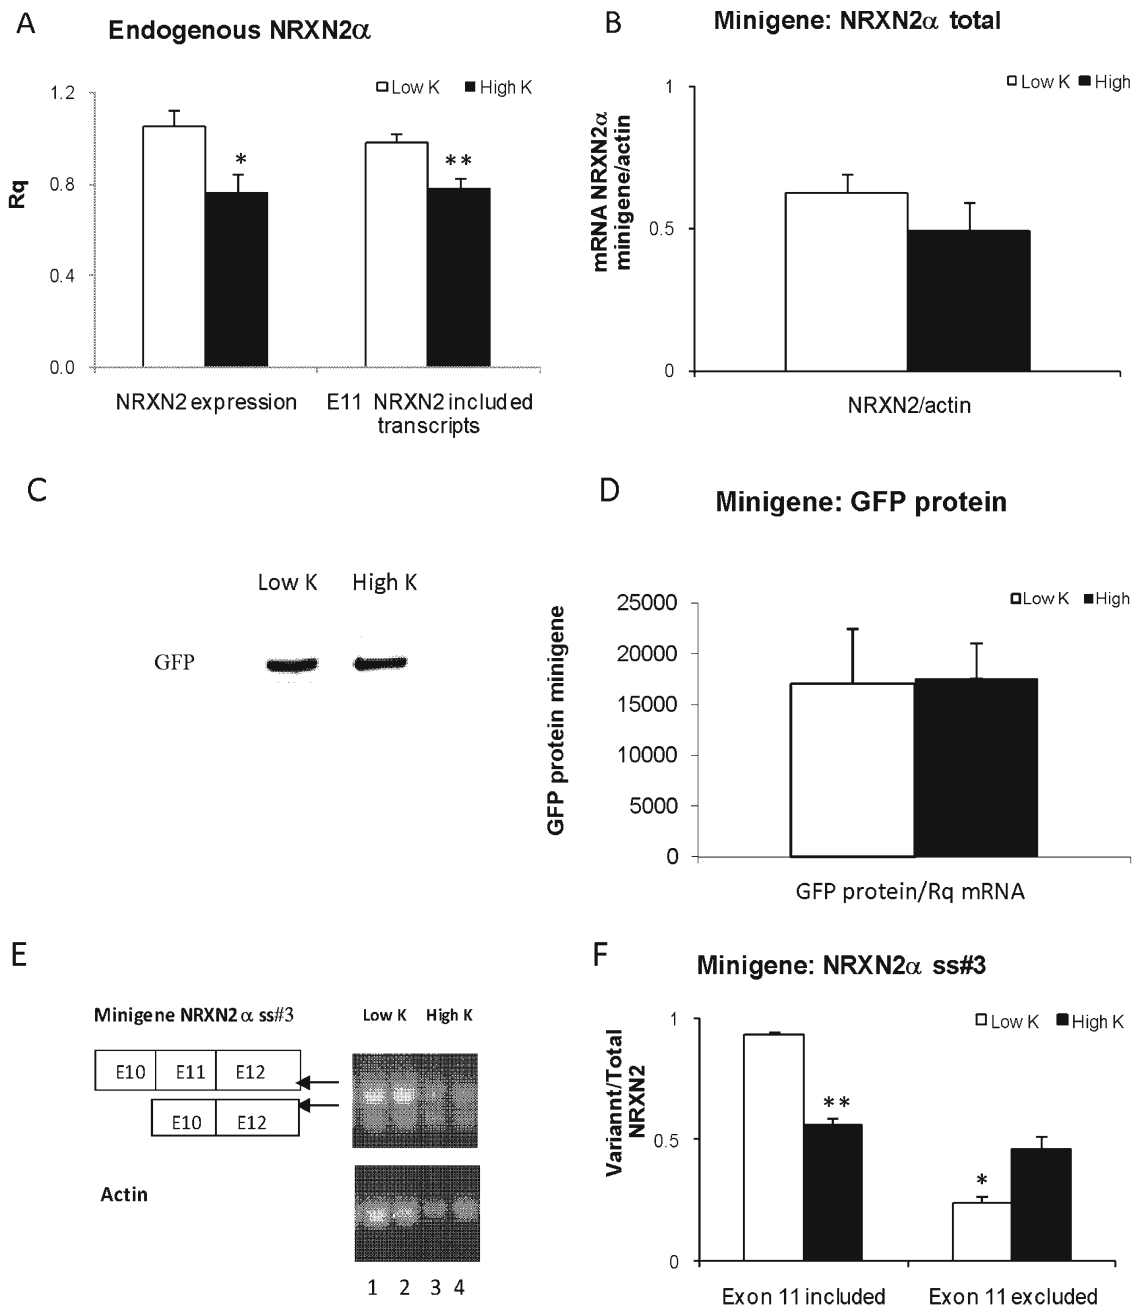 A
Endogenous NRXN2α
Low K High K
1.2
0.8
0.4
0.0
Rq
*
**
NRXN2 expression
E11 NRXN2 included
transcripts
B
Minigene: NRXN2α total
Low K High
1
0.5
0
mRNA NRXN2α
minigene/actin
NRXN2/actin
C
Low K High K
GFP
D
Minigene: GFP protein
Low K High
25000
20000
15000
10000
5000
0
GFP protein minigene
GFP protein/Rq mRNA
E
Minigene NRXN2α ss#3
Low K High K
E10 E11 E12
E10 E12
Actin
1 2 3 4
F
Minigene: NRXN2α ss#3
Low K High K
1
0.5
0
Variannt/Total
NRXN2
**
*
Exon 11 included
Exon 11 excluded